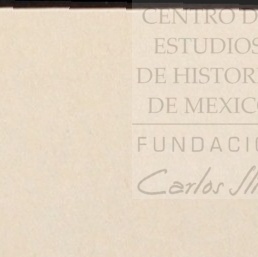 CENTRO D
ESTUDIOS
DE HISTOR
DE MEXIC
FUNDACI
Carlos Sli